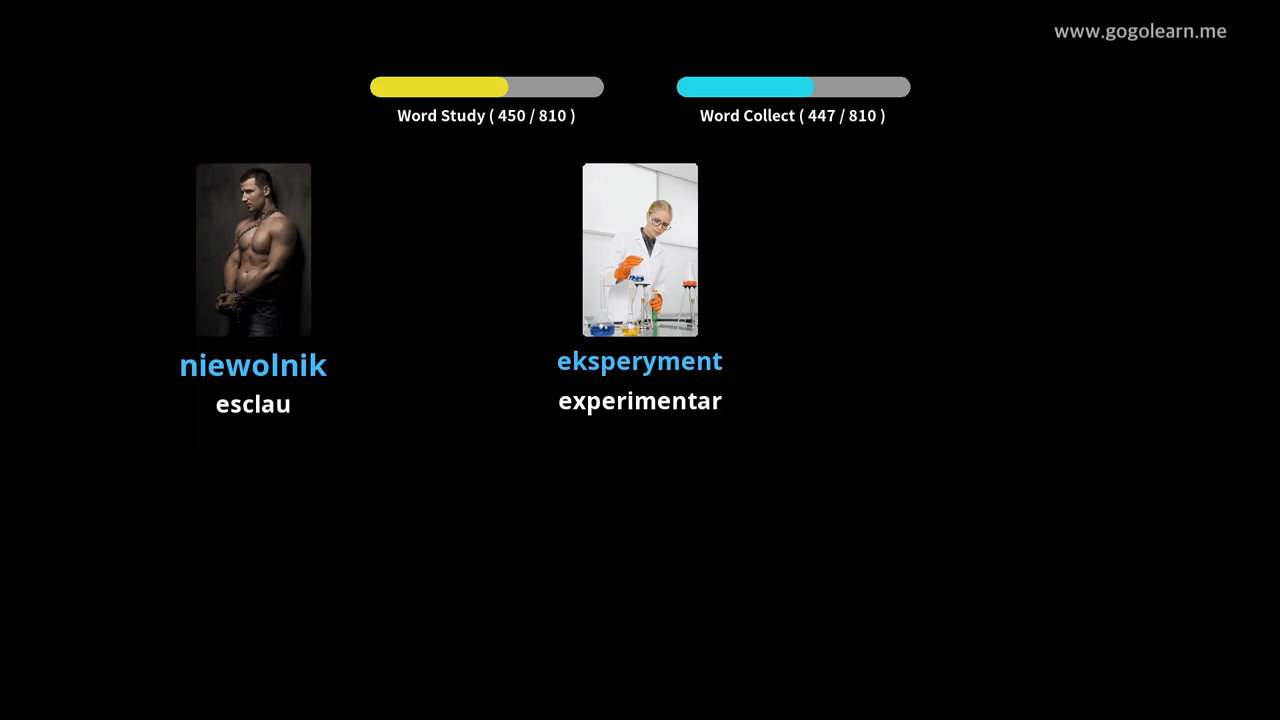 www.gogolearn.me
Word Study ( 450 / 810 )
Word Collect ( 447 / 810 )
niewolnik
esclau
eksperyment
experimentar